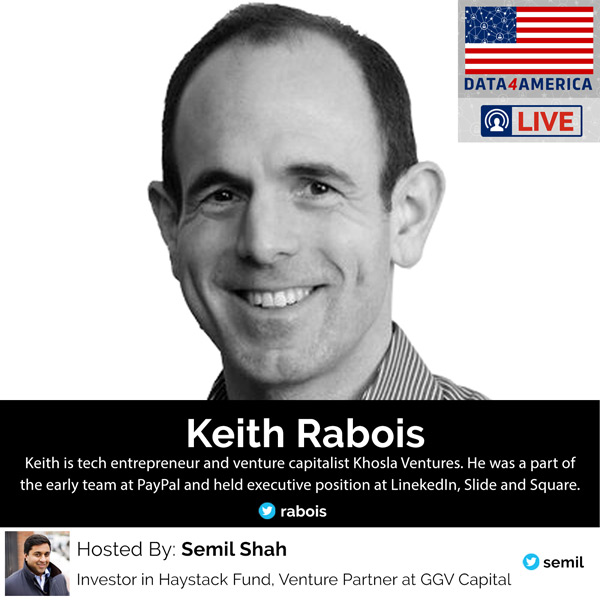 DATA4AMERICA
LIVE
Keith Rabois
Keith is tech entrepreneur and venture capitalist Khosla Ventures. He was a part of
the early team at PayPal and held executive position at LinekedIn, Slide and Square.
rabois
Hosted By: Semil Shah
semil
Investor in Haystack Fund, Venture Partner at GGV Capital